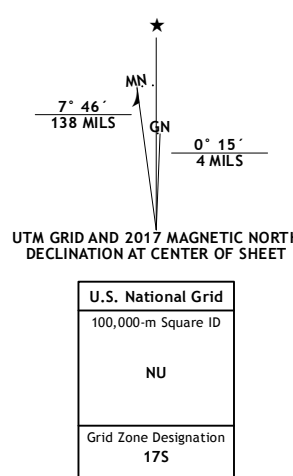 ★
MN
7° 46´
138 MILS
GN
0° 15´
4 MILS
UTM GRID AND 2017 MAGNETIC NORTH
DECLINATION AT CENTER OF SHEET
U.S. National Grid
100,000-m Square ID
NU
Grid Zone Designation
17S